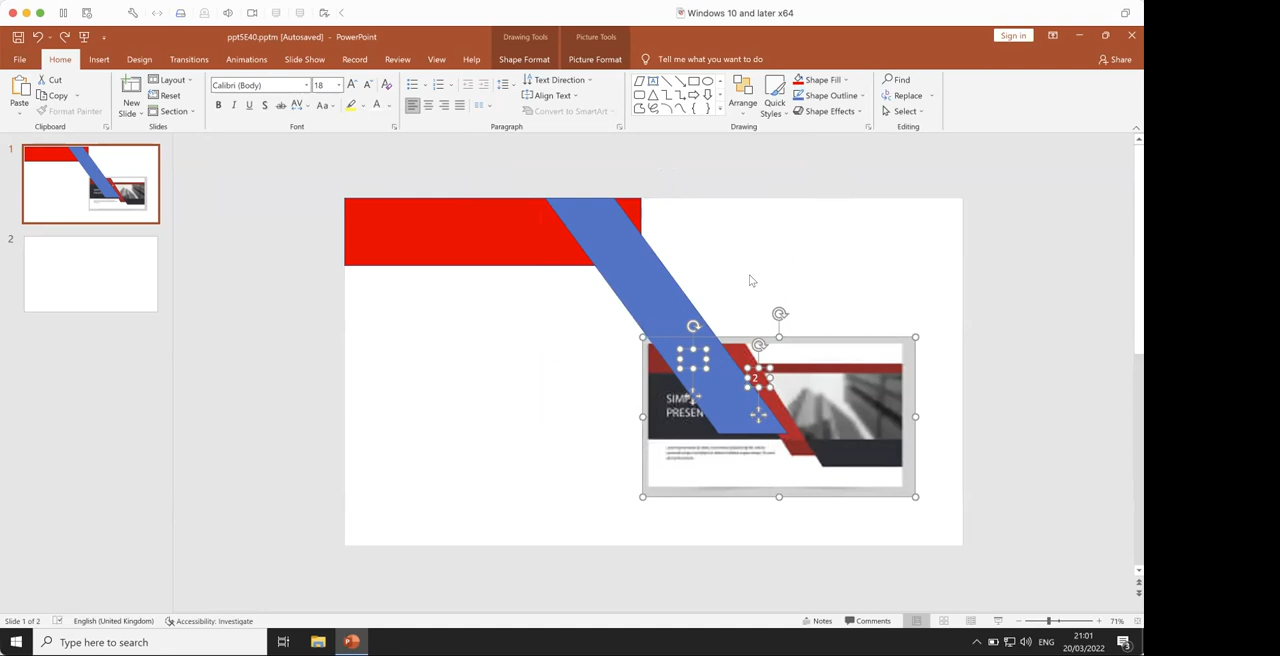 Windows 10 and later x64
ppt5E40.pptm [Autosaved] - PowerPoint
Drawing Tools
Picture Tools
Sign in
File
Home
Insert
Design
Transitions
Animations
Slide Show
Record
Review
View
Help
Shape Format
Picture Format
Tell me what you want to do
Share
Paste
Cut
Copy
Format Painter
Clipboard
New
Slide
Layout
Reset
Section
Slides
Calibri (Body)
18
Font
Text Direction
Align Text
Convert to SmartArt
Paragraph
Arrange
Quick
Styles
Shape Fill
Shape Outline
Shape Effects
Drawing
Find
Replace
Select
Editing
1
2
2
SIMP
PRESEN
Slide 1 of 2
English (United Kingdom)
Accessibility: Investigate
Notes
Comments
71%
Type here to search
ENG
21:01
20/03/2022
3